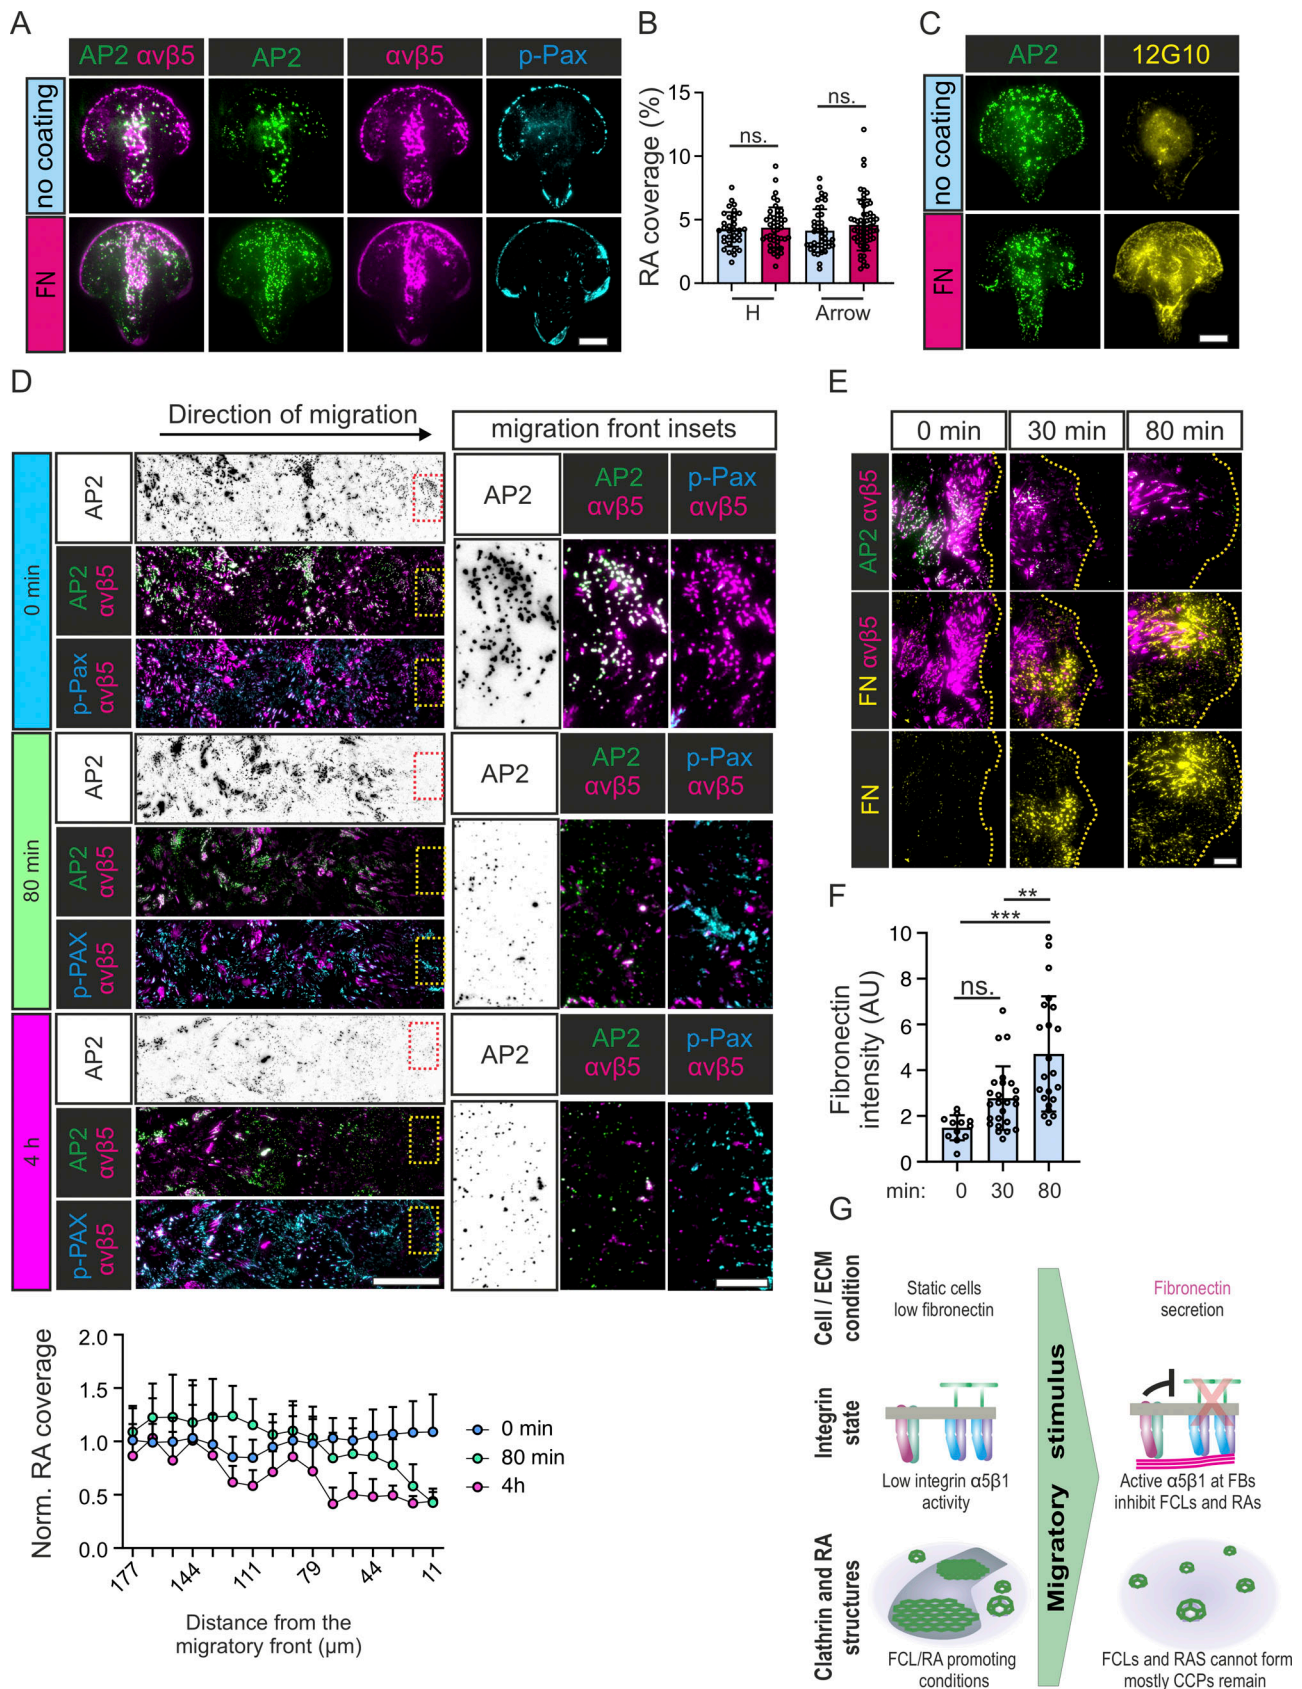 A
AP2 αvβ5
AP2
αvβ5
p-Pax
no coating
FN
B
RA coverage (%)
15
10
5
0
ns.
ns.
H
Arrow
C
AP2
12G10
no coating
FN
D
Direction of migration
migration front insets
0 min
AP2
AP2
αvβ5
p-Pax
αvβ5
AP2
AP2
αvβ5
p-Pax
αvβ5
80 min
AP2
AP2
αvβ5
p-PAX
αvβ5
AP2
AP2
αvβ5
p-Pax
αvβ5
4 h
AP2
AP2
αvβ5
p-PAX
αvβ5
AP2
AP2
αvβ5
p-Pax
αvβ5
Norm. RA coverage
2.0
1.5
1.0
0.5
0.0
177
144
111
79
44
11
Distance from the
migratory front (µm)
0 min
80 min
4h
E
0 min
30 min
80 min
AP2 αvβ5
FN αvβ5
FN
F
Fibronectin
intensity (AU)
10
8
6
4
2
0
**
***
ns.
min:
0
30
80
G
Cell / ECM
condition
Static cells
low fibronectin
Fibronectin
secretion
Integrin
state
Low integrin α5β1
activity
Active α5β1 at FBs
inhibit FCLs and RAs
Clathrin and RA
structures
FCL/RA promoting
conditions
FCLs and RAS cannot form
mostly CCPs remain
Migratory stimulus